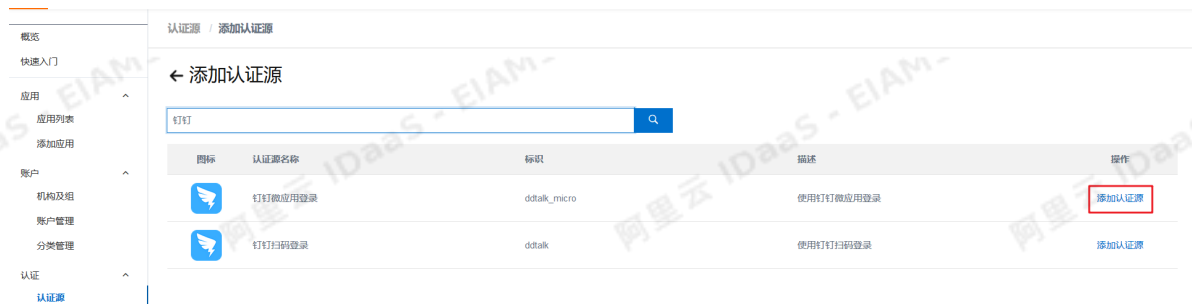 认证源 / 添加认证源
概览
快速入门
应用
应用列表
添加应用
账户
机构及组
账户管理
分类管理
认证
认证源
← 添加认证源
钉钉
图标 认证源名称 标识 描述 操作
钉钉微应用登录 ddtalk_micro 使用钉钉微应用登录 添加认证源
钉钉扫码登录 ddtalk 使用钉钉扫码登录 添加认证源
阿里云 IDaaS - EIAM
阿里云 IDaaS - EIAM